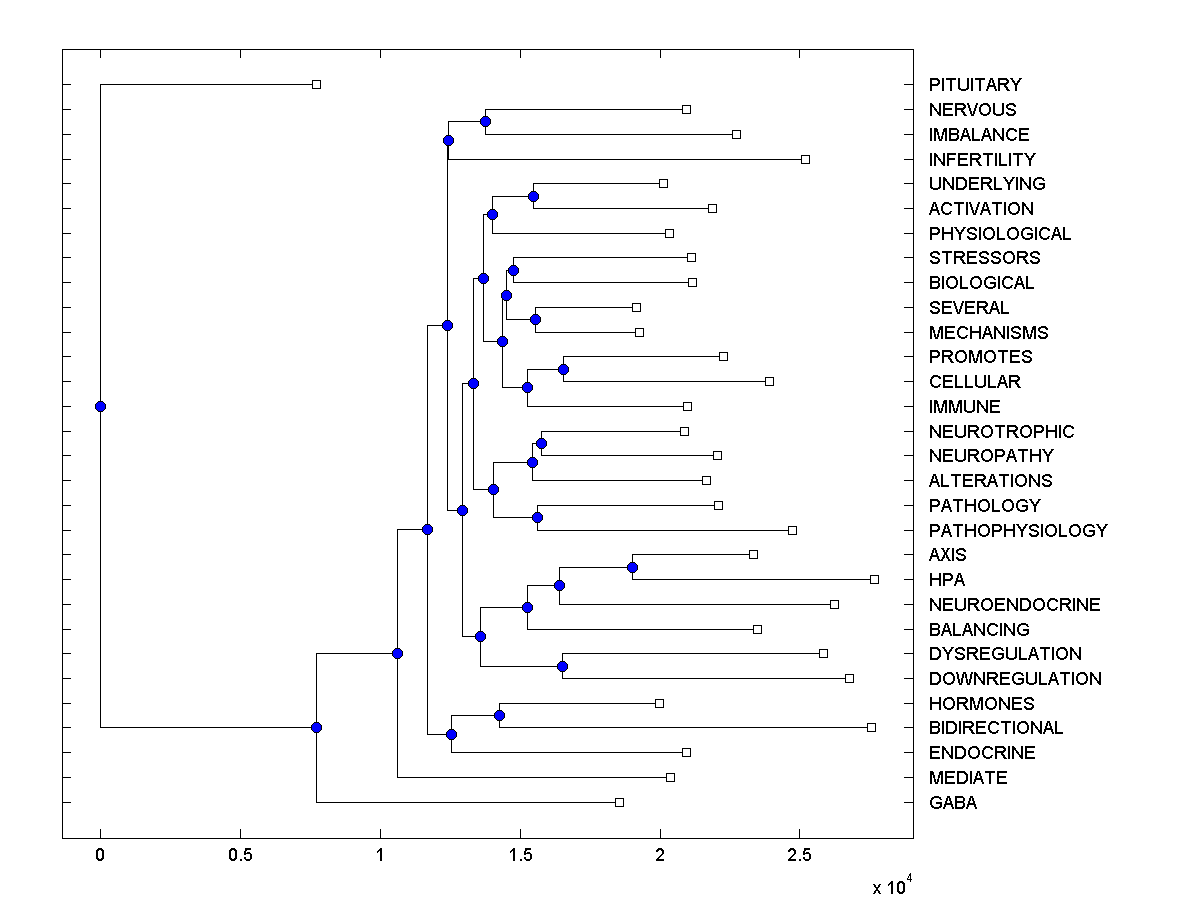 PITUITARY
NERVOUS
IMBALANCE
INFERTILITY
UNDERLYING
ACTIVATION
PHYSIOLOGICAL
STRESSORS
BIOLOGICAL
SEVERAL
MECHANISMS
PROMOTES
CELLULAR
IMMUNE
NEUROTROPHIC
NEUROPATHY
ALTERATIONS
PATHOLOGY
PATHOPHYSIOLOGY
AXIS
HPA
NEUROENDOCRINE
BALANCING
DYSREGULATION
DOWNREGULATION
HORMONES
BIDIRECTIONAL
ENDOCRINE
MEDIATE
GABA
0 0.5 1 1.5 2 2.5
x 10^4